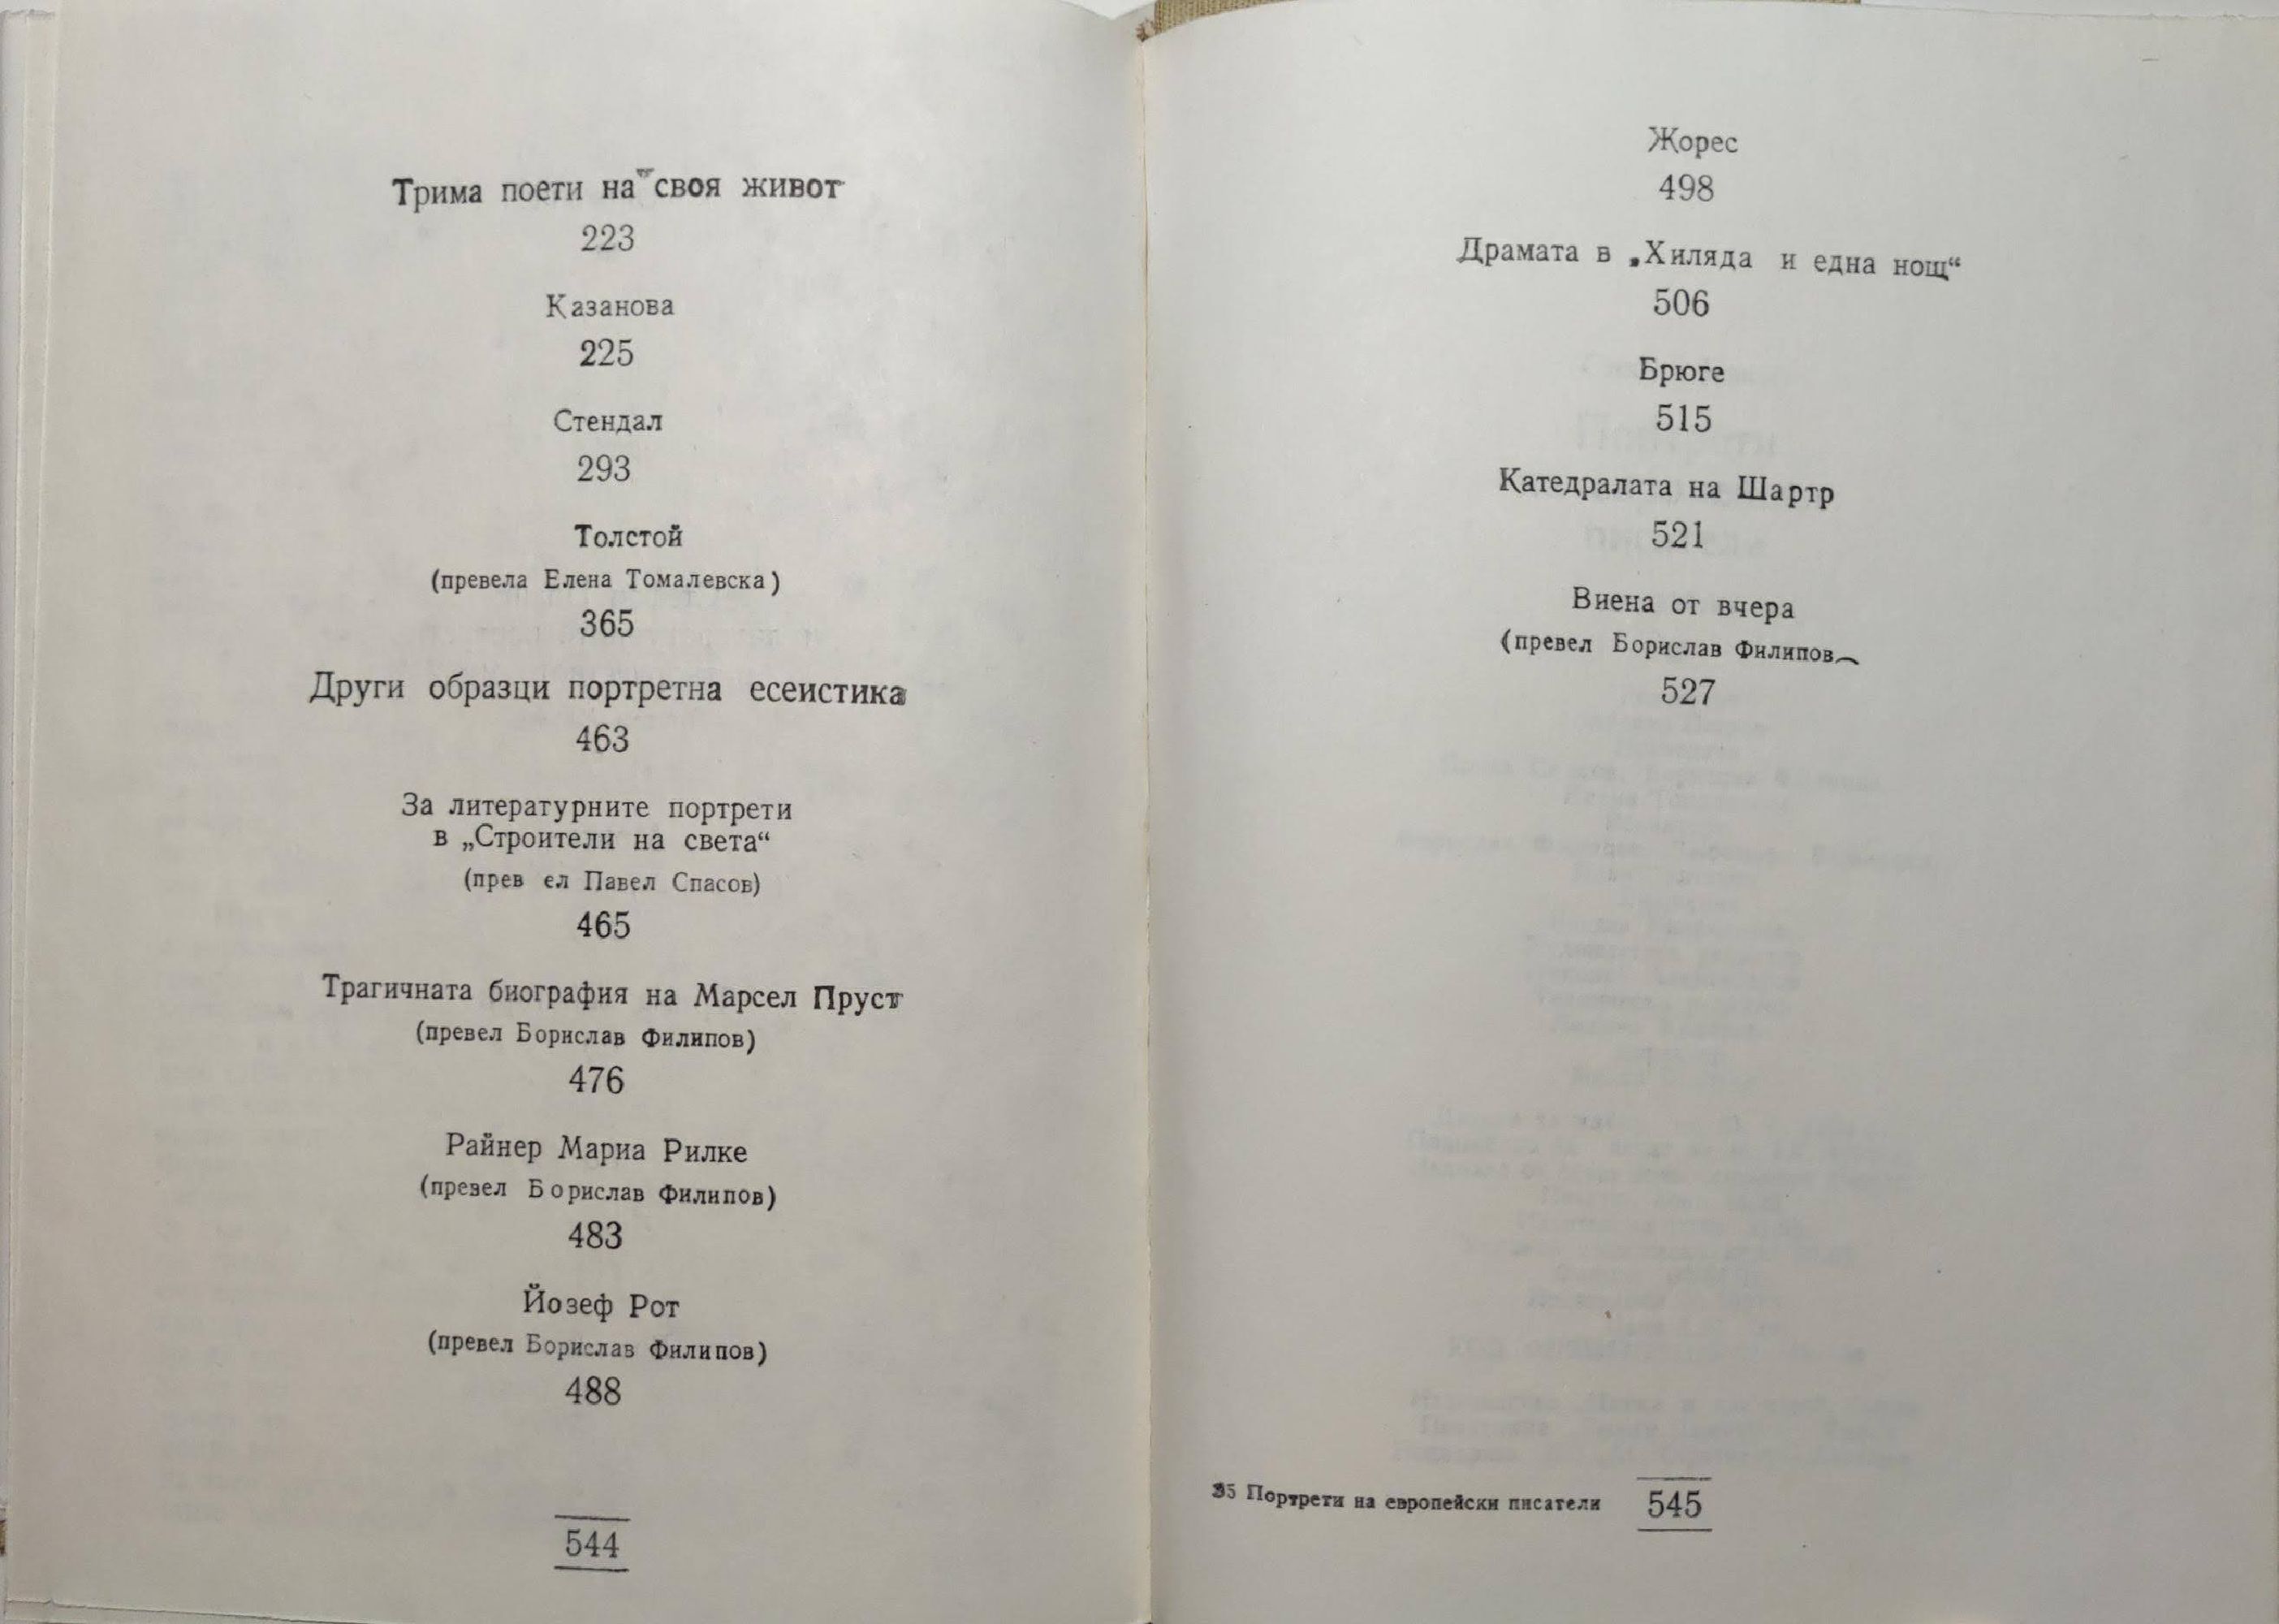 Трима поети на своя живот
223
Казанова
225
Стендал
293
Толстой
(превела Елена Томалевска)
365
Други образци портретна есеистика
463
За литературните портрети
в „Строители на света“
(прев ел Павел Спасов)
465
Трагичната биография на Марсел Пруст
(превел Борислав Филипов)
476
Райнер Мариа Рилке
(превел Борислав Филипов)
483
Йозеф Рот
(превел Борислав Филипов)
488
544
Жорес
498
Драмата в „Хиляда и една нощ“
506
Брюге
515
Катедралата на Шартр
521
Виена от вчера
(превел Борислав Филипов)
527
35 Портрети на европейски писатели
545